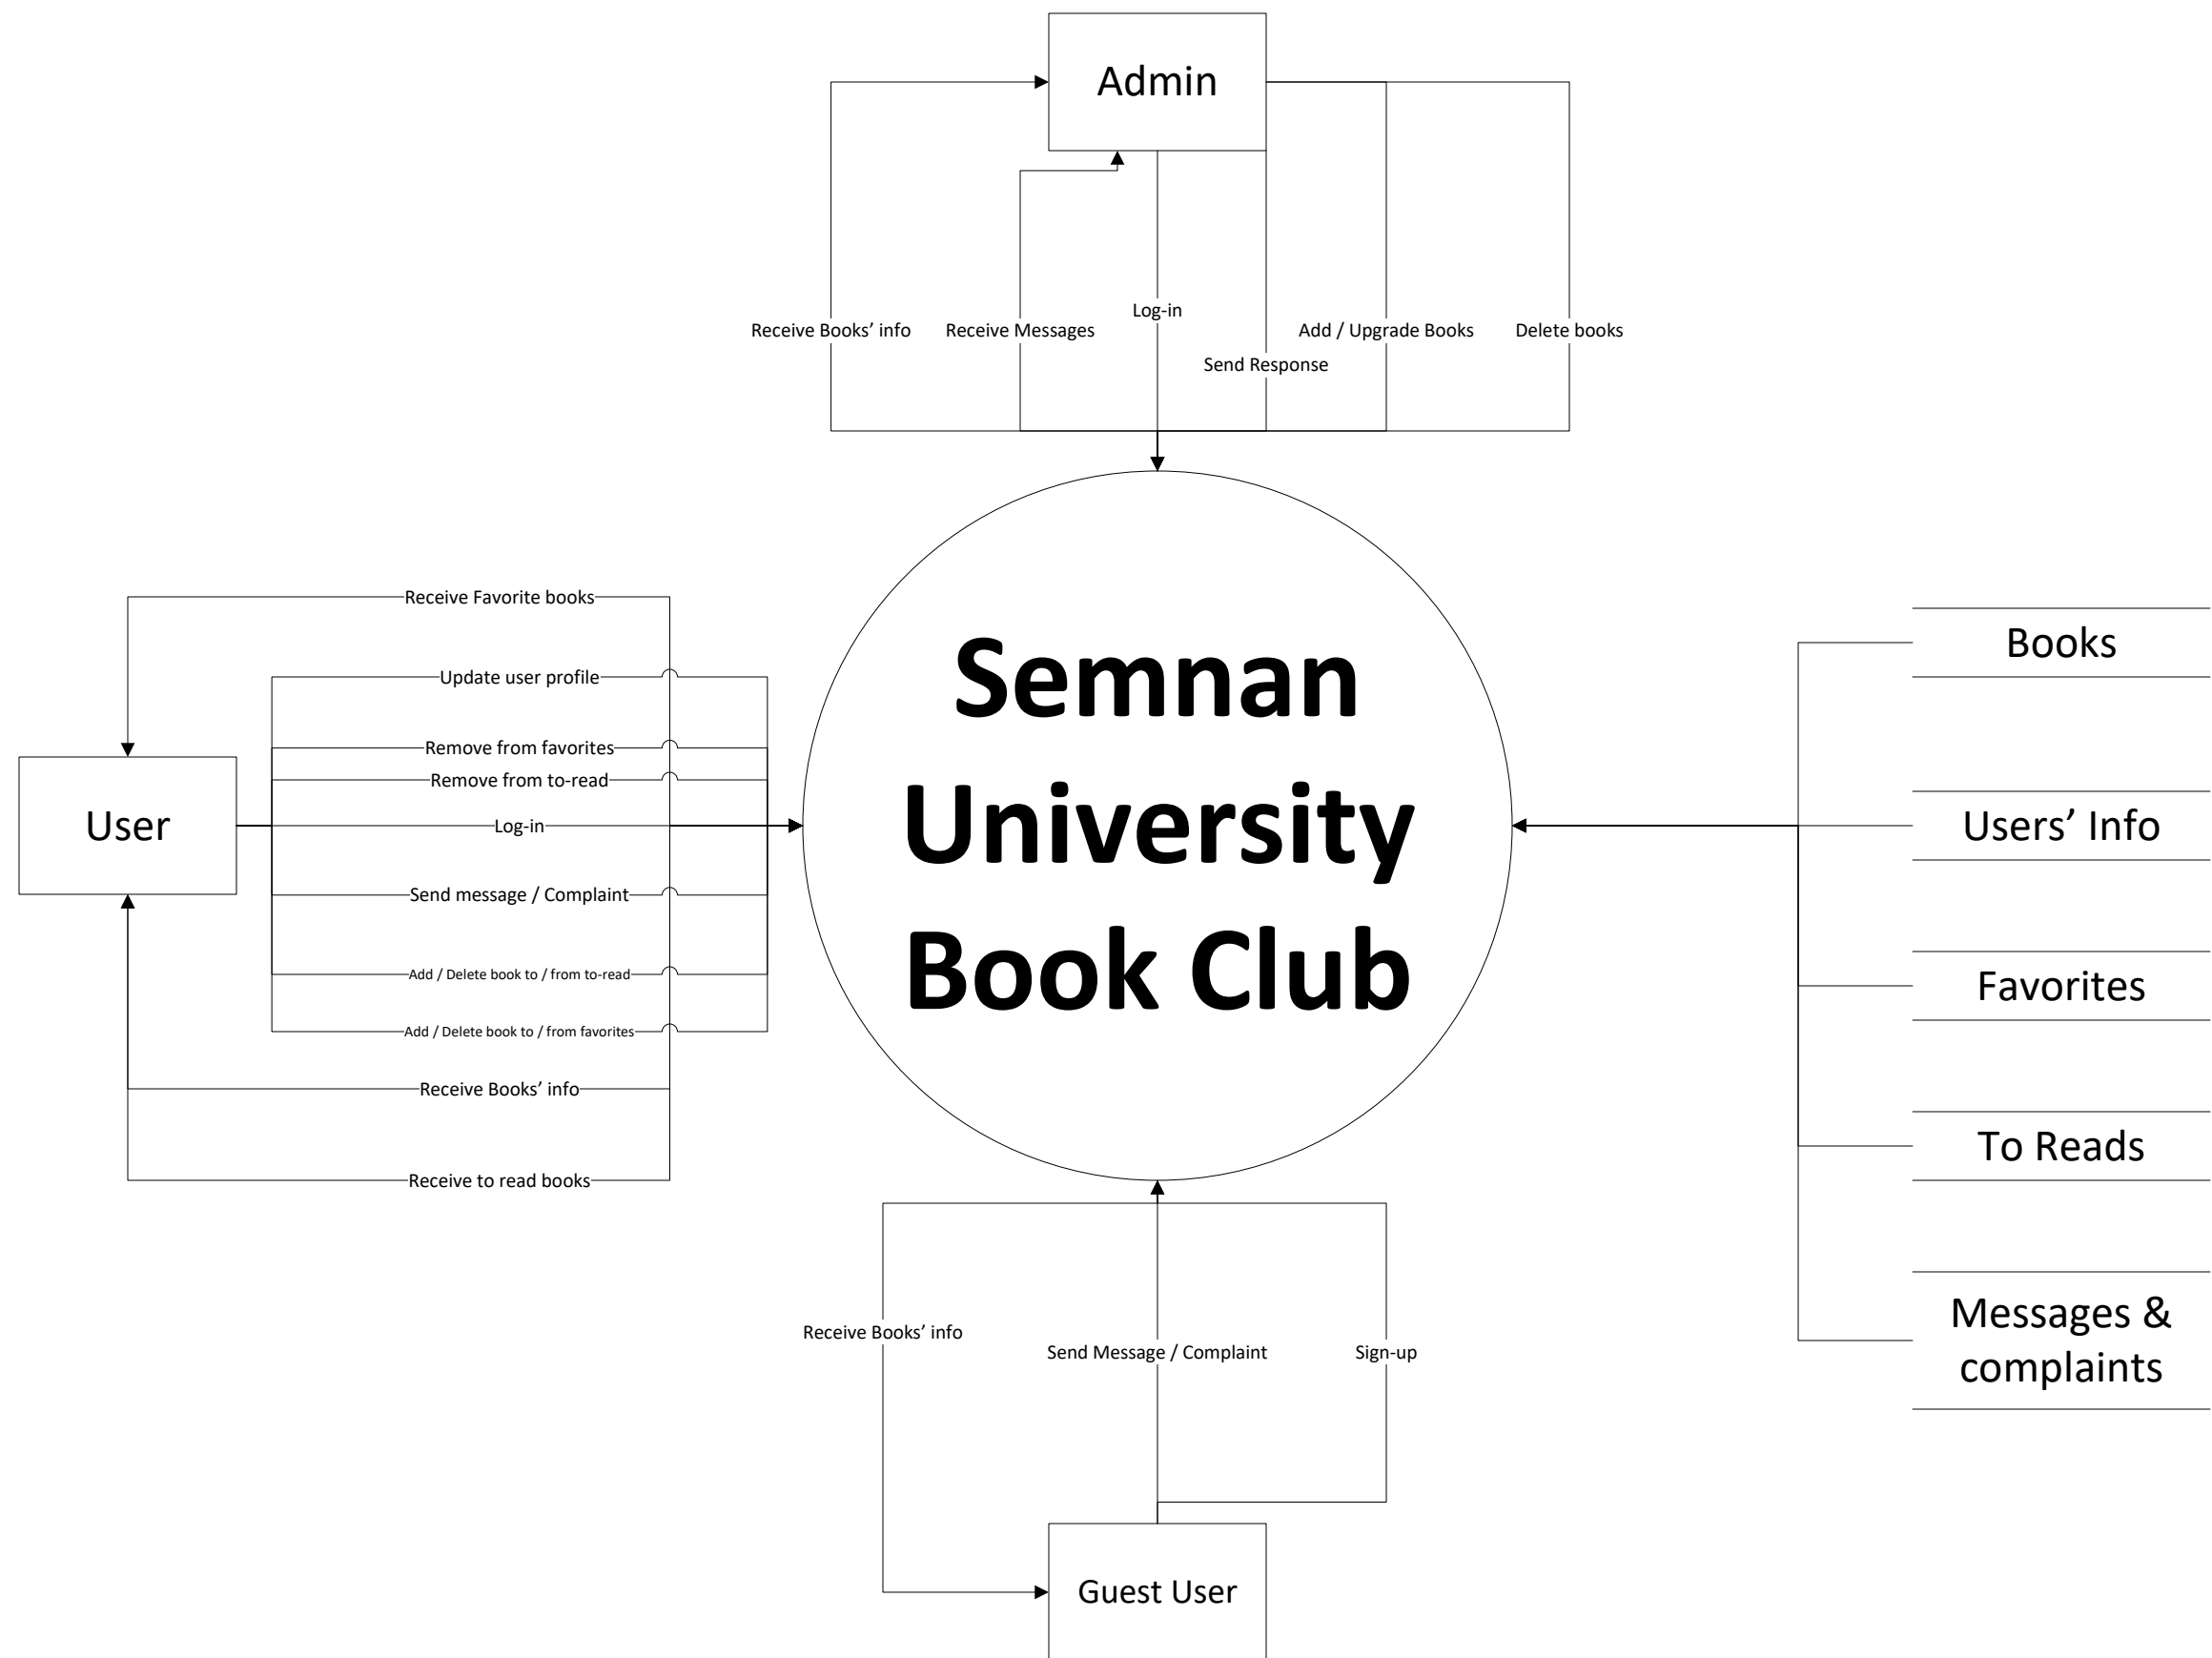 Admin
Log-in
Receive Books’ info
Receive Messages
Add / Upgrade Books
Delete books
Send Response
Receive Favorite books
Update user profile
Remove from favorites
Remove from to-read
User
Log-in
Send message / Complaint
Add / Delete book to / from to-read
Add / Delete book to / from favorites
Receive Books’ info
Receive to read books
Semnan
University
Book Club
Books
Users’ Info
Favorites
To Reads
Messages &
complaints
Receive Books’ info
Send Message / Complaint
Sign-up
Guest User